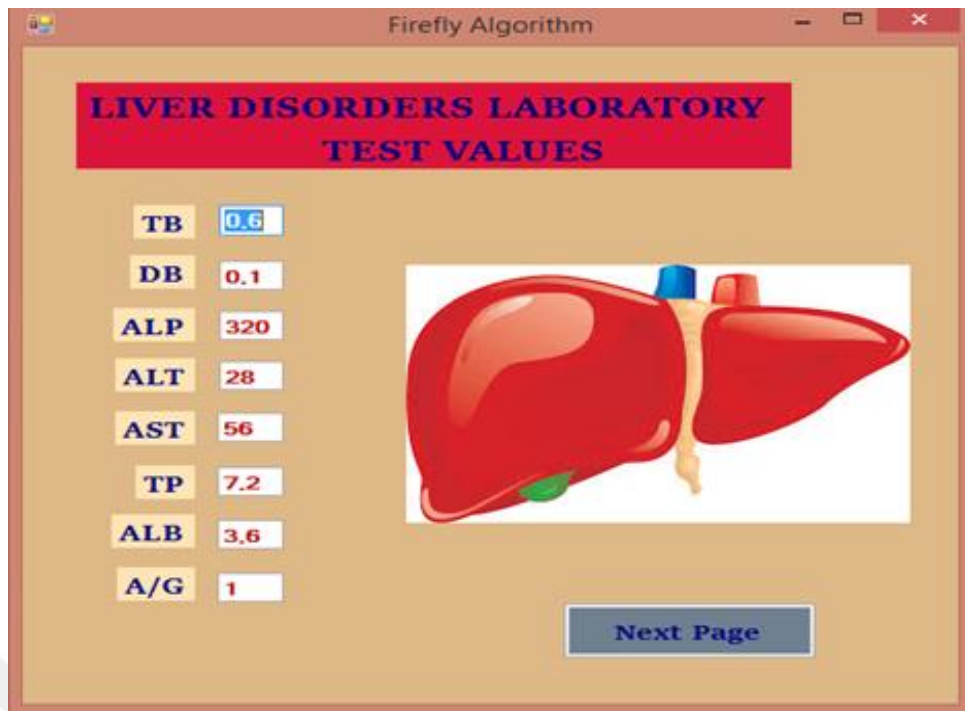 Firefly Algorithm
LIVER DISORDERS LABORATORY
TEST VALUES
TB 0.6
DB 0.1
ALP 320
ALT 28
AST 56
TP 7.2
ALB 3.6
A/G 1
Next Page